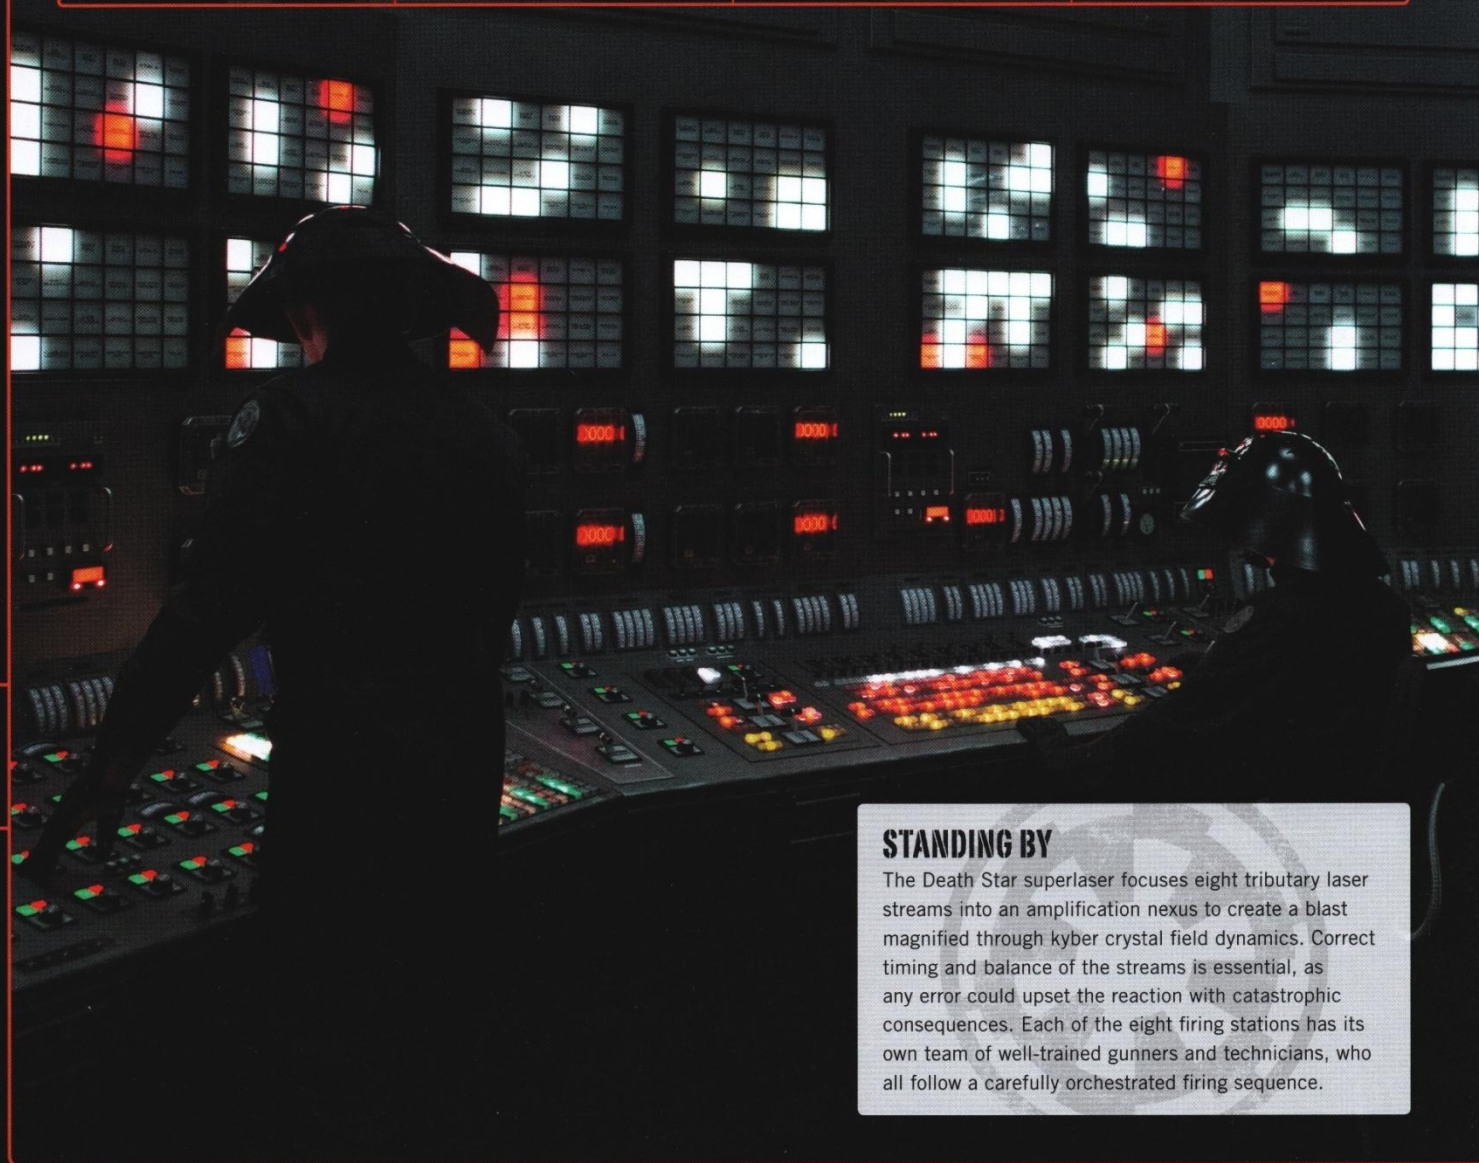 STANDING BY
The Death Star superlaser focuses eight tributary laser
streams into an amplification nexus to create a blast
magnified through kyber crystal field dynamics. Correct
timing and balance of the streams is essential, as
any error could upset the reaction with catastrophic
consequences. Each of the eight firing stations has its
own team of well-trained gunners and technicians, who
all follow a carefully orchestrated firing sequence.